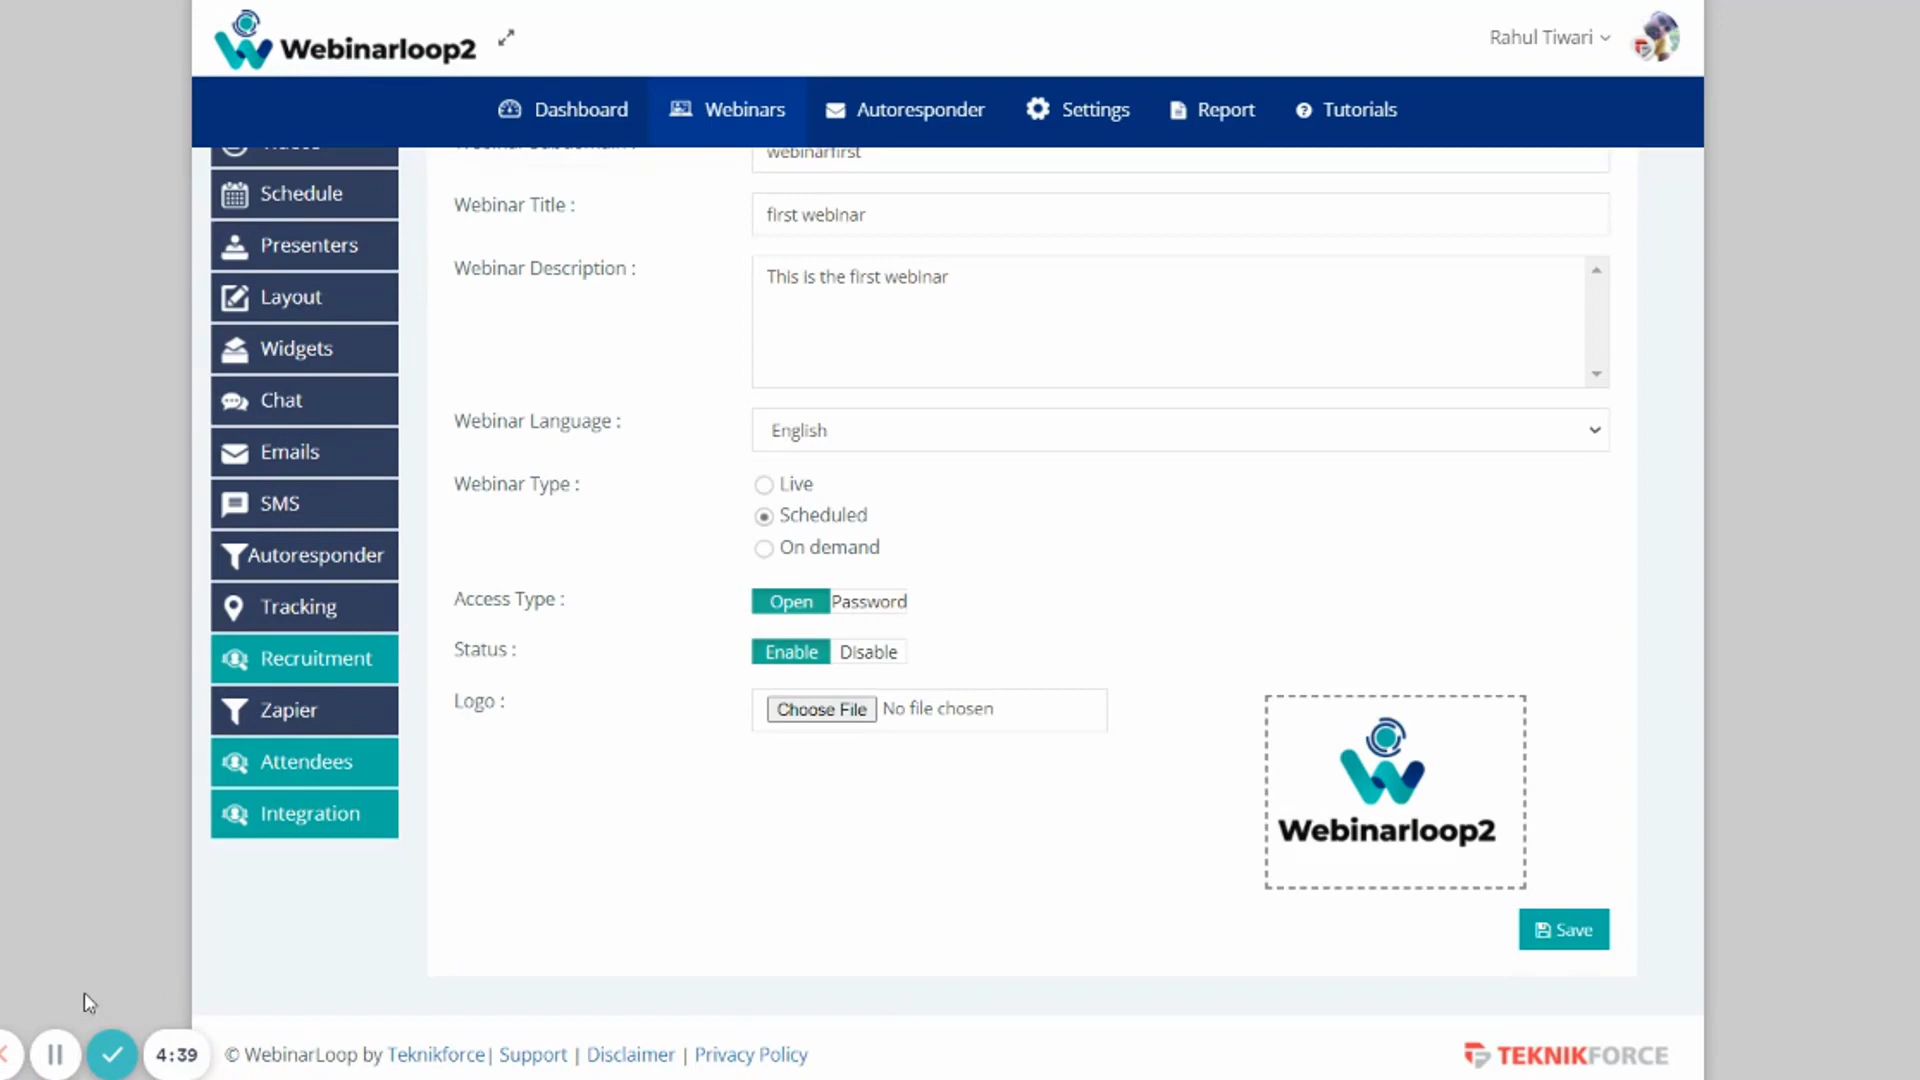 Webinarloop2
Rahul Tiwari
Dashboard
Webinars
Autoresponder
Settings
Report
Tutorials
Schedule
Presenters
Layout
Widgets
Chat
Emails
SMS
Autoresponder
Tracking
Recruitment
Zapier
Attendees
Integration
webinarfirst
Webinar Title :
first webinar
Webinar Description :
This is the first webinar
Webinar Language :
English
Webinar Type :
Live
Scheduled
On demand
Access Type :
Open Password
Status :
Enable Disable
Logo :
Choose File No file chosen
Webinarloop2
Save
4:39
© WebinarLoop by Teknikforce| Support | Disclaimer | Privacy Policy
TEKNIKFORCE